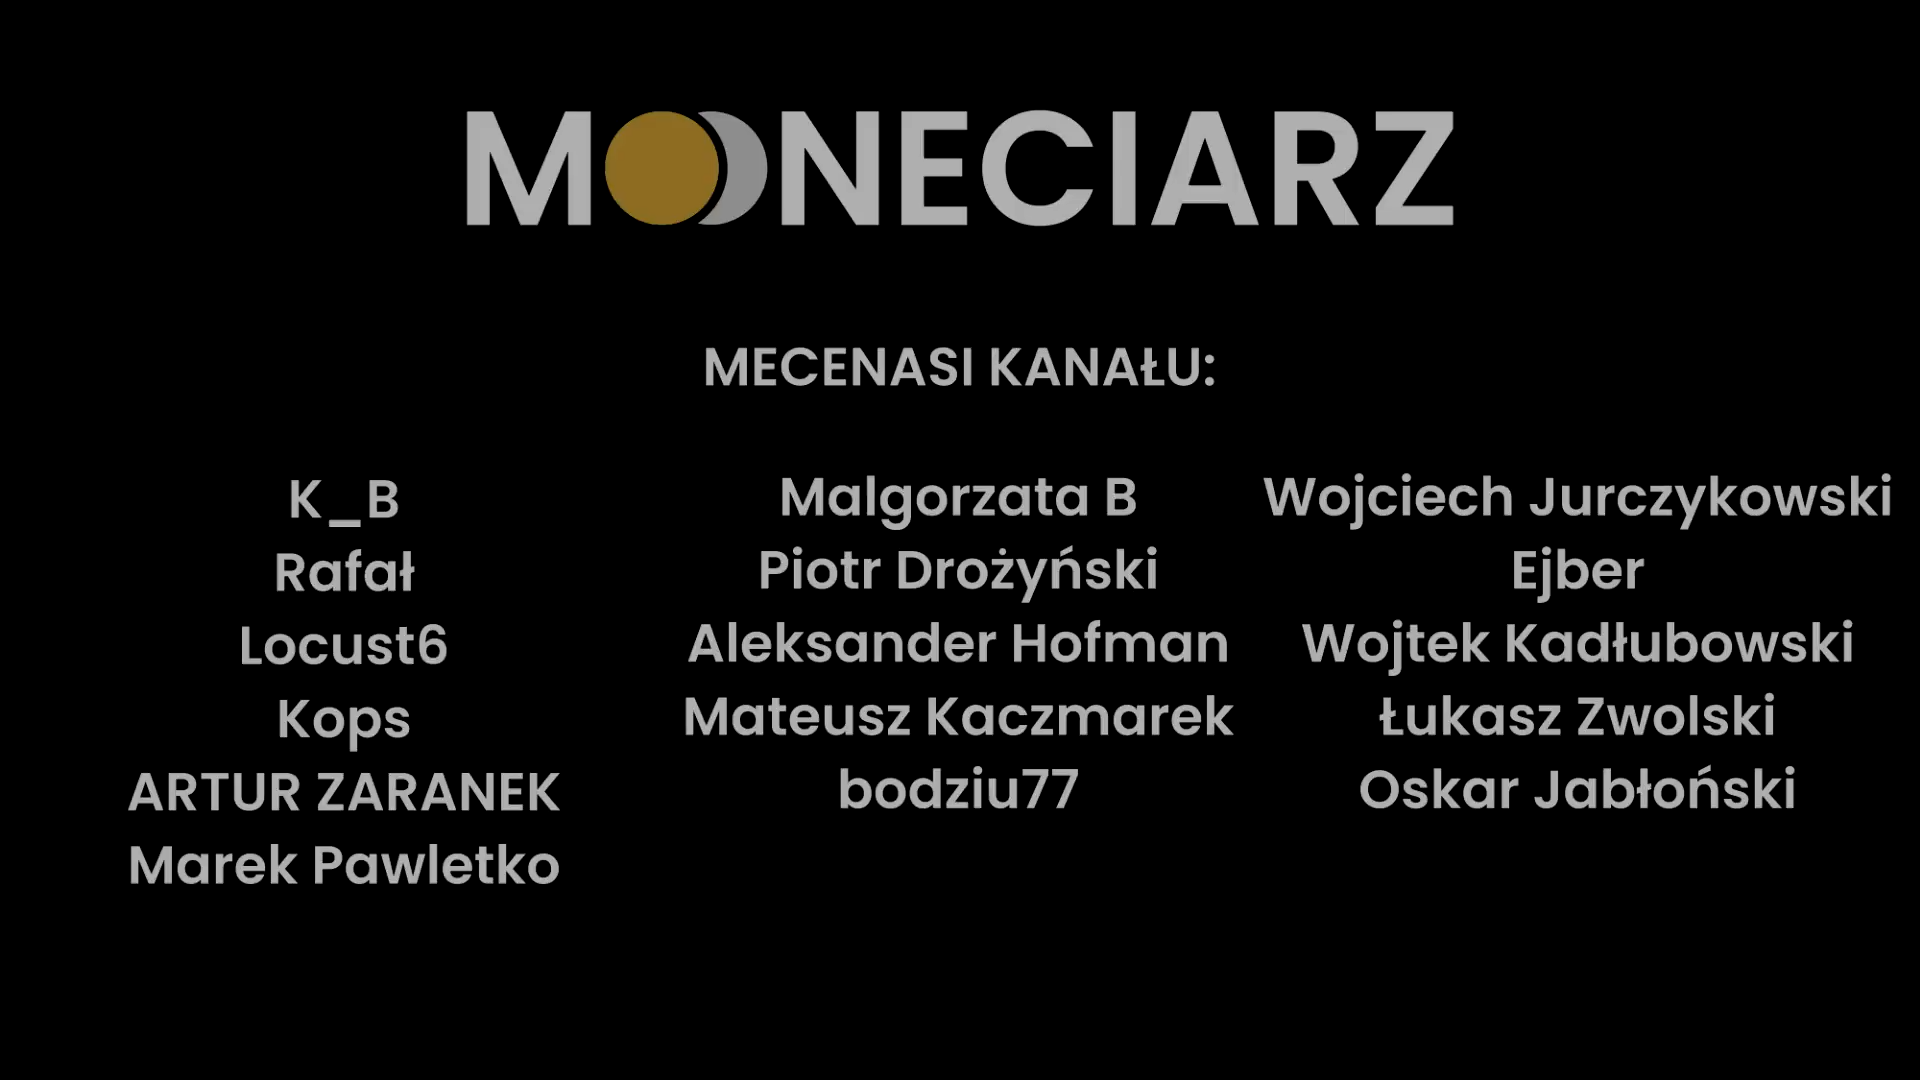 MOONECIARZ
MECENASI KANAŁU:
K_B
Rafał
Locust6
Kops
ARTUR ZARANEK
Marek Pawletko
Malgorzata B
Piotr Drożyński
Aleksander Hofman
Mateusz Kaczmarek
bodziu77
Wojciech Jurczykowski
Ejber
Wojtek Kadłubowski
Łukasz Zwolski
Oskar Jabłoński